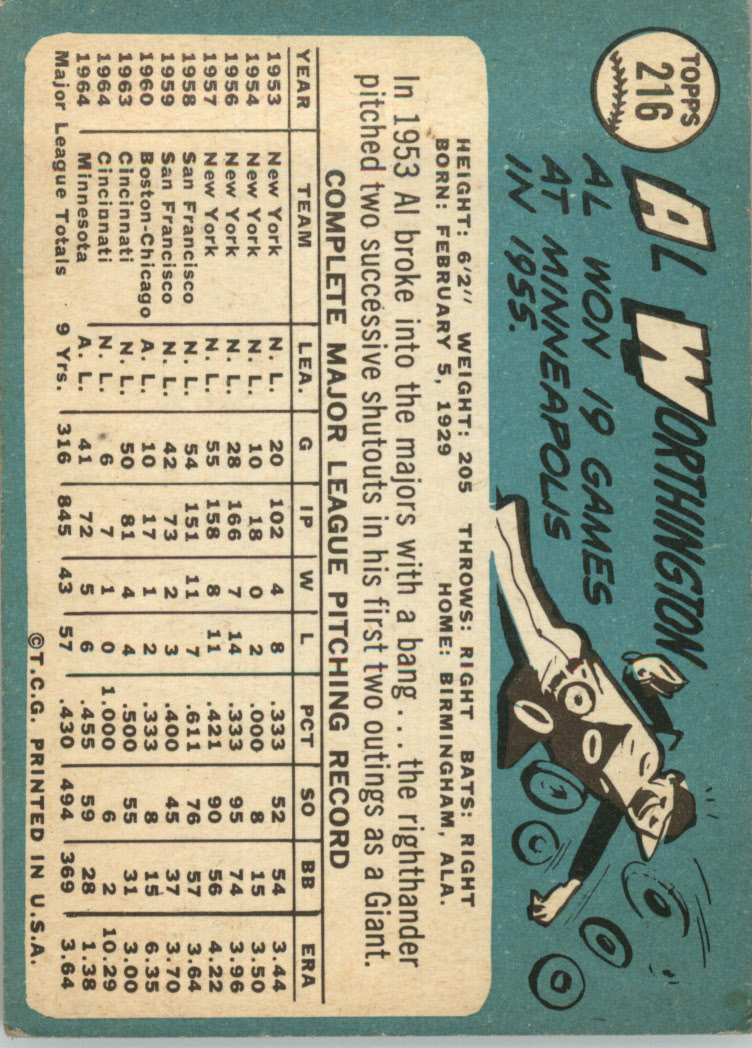 TOPPS
216
AL WORTHINGTON
AL WON 19 GAMES
AT MINNEAPOLIS
IN 1955.
HEIGHT: 6'2" WEIGHT: 205 THROWS: RIGHT BATS: RIGHT
BORN: FEBRUARY 5, 1929 HOME: BIRMINGHAM, ALA.
In 1953 Al broke into the majors with a bang . . . the righthander
pitched two successive shutouts in his first two outings as a Giant.
COMPLETE MAJOR LEAGUE PITCHING RECORD
YEAR TEAM LEA. G IP W L PCT SO BB ERA
1953 New York N. L. 20 102 4 8 .333 52 54 3.44
1954 New York N. L. 10 18 0 2 .000 8 15 3.50
1956 New York N. L. 28 166 7 14 .333 95 74 3.96
1957 New York N. L. 55 158 8 11 .421 90 56 4.22
1958 San Francisco N. L. 54 151 11 7 .611 76 57 3.64
1959 San Francisco N. L. 42 73 2 3 .400 45 37 3.70
1960 Boston-Chicago A. L. 10 17 1 2 .333 8 15 6.35
1963 Cincinnati N. L. 50 81 4 4 .500 55 31 3.00
1964 Cincinnati N. L. 6 7 1 0 1.000 6 2 10.29
1964 Minnesota A. L. 41 72 5 6 .455 59 28 1.38
Major League Totals 9 Yrs. 316 845 43 57 .430 494 369 3.64
©T.C.G. PRINTED IN U.S.A.